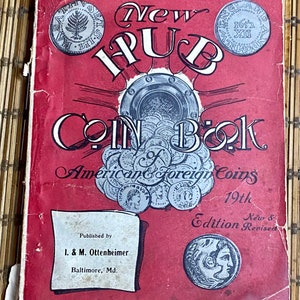 New
HUB
COIN BOOK
of
American & Foreign Coins
19th
Edition New &
Revised
Published by
I. & M. Ottenheimer
Baltimore, Md.